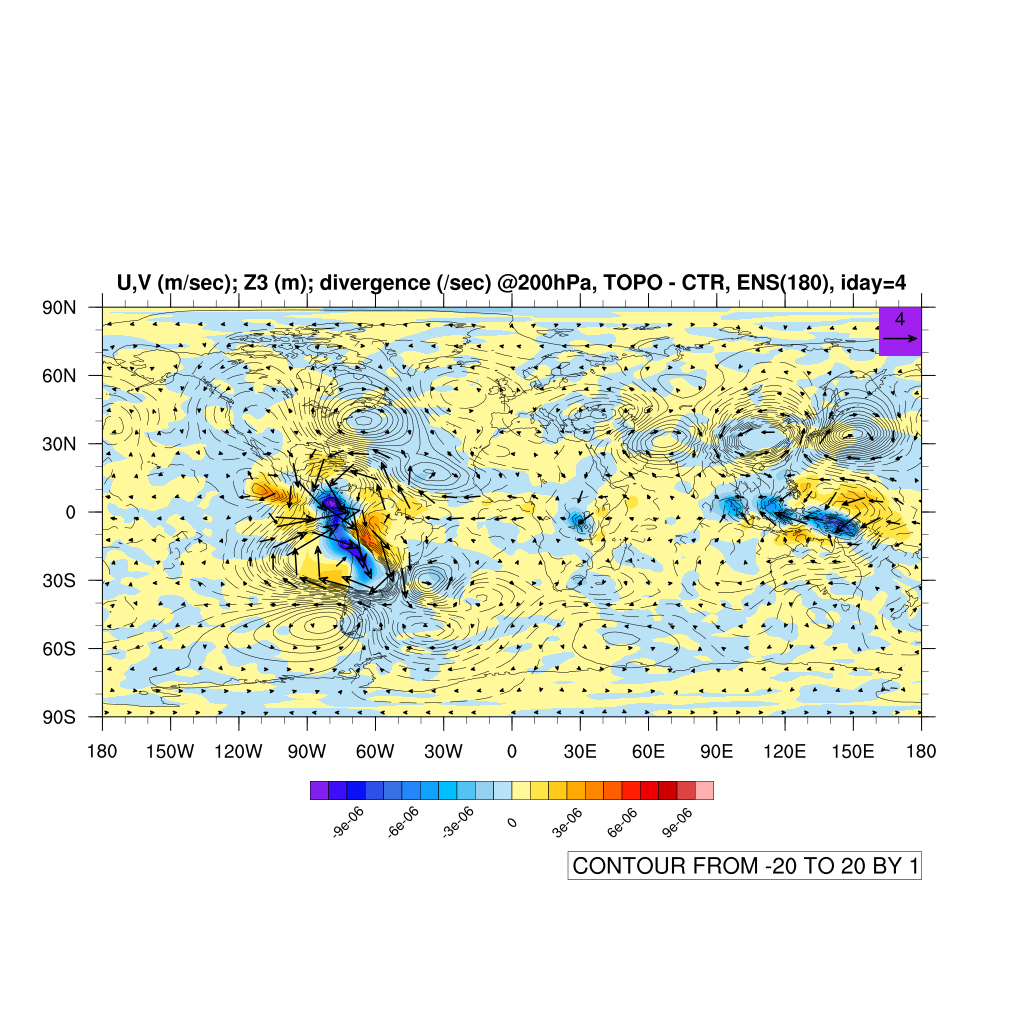 U,V (m/sec); Z3 (m); divergence (/sec) @200hPa, TOPO - CTR, ENS(180), iday=4
4
90N
60N
30N
0
30S
60S
90S
180 150W 120W 90W 60W 30W 0 30E 60E 90E 120E 150E 180
-9e-06 -6e-06 -3e-06 0 3e-06 6e-06 9e-06
CONTOUR FROM -20 TO 20 BY 1